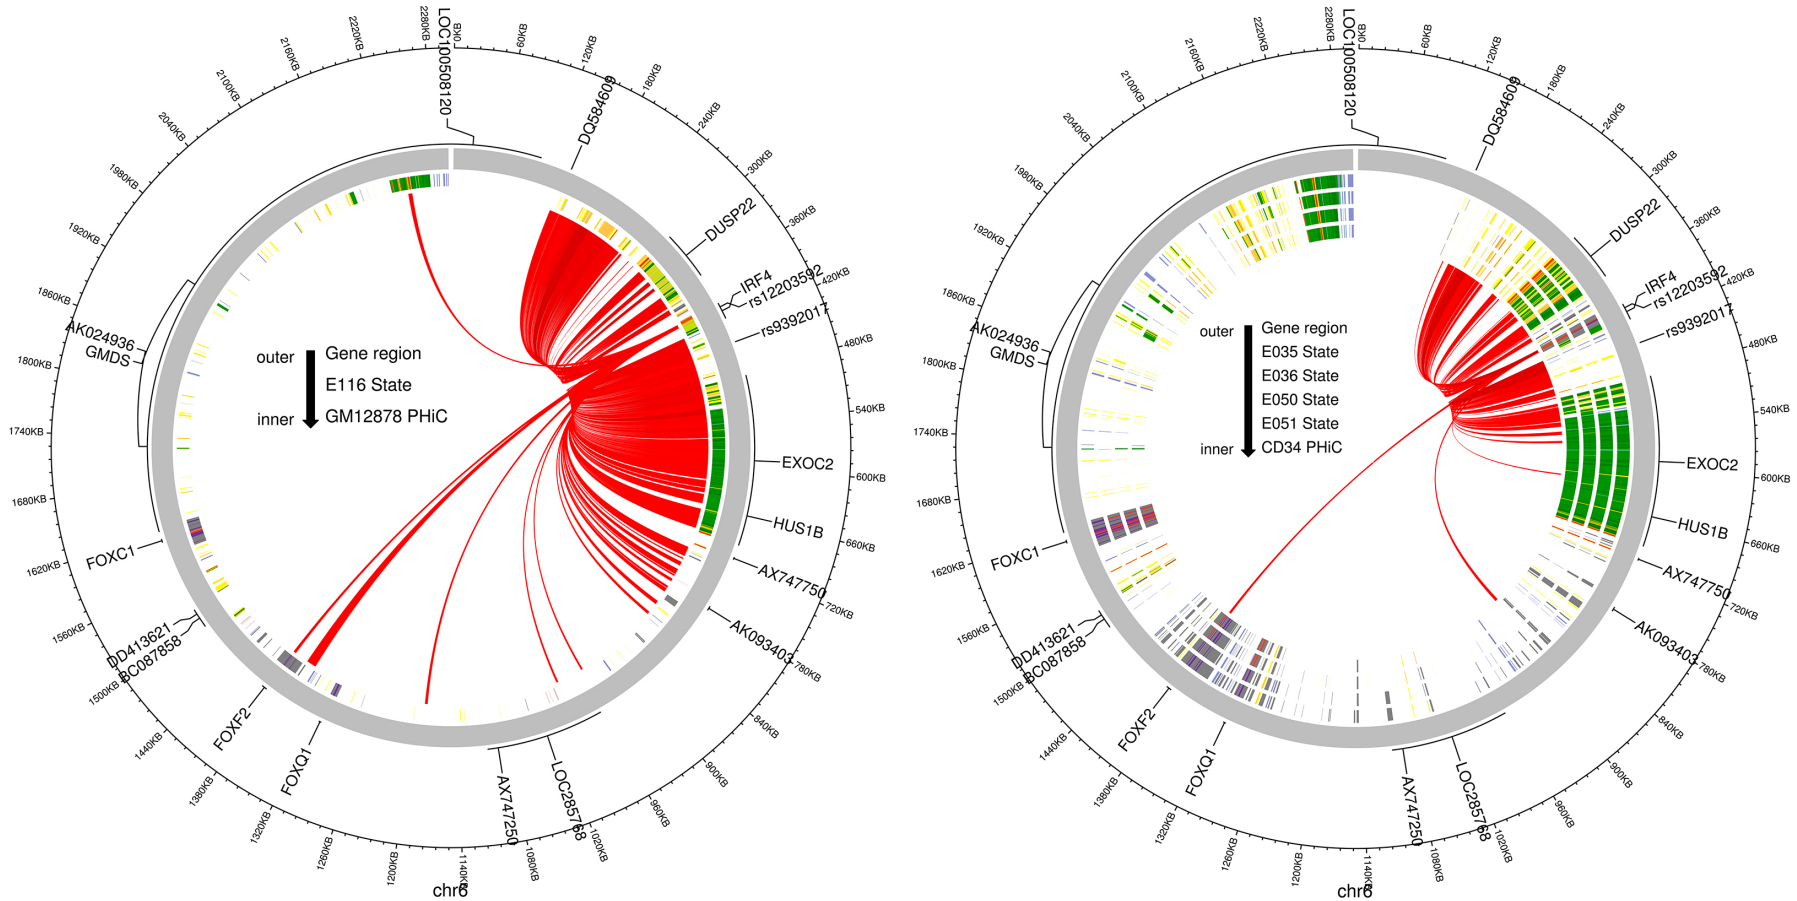 0KB
60KB
120KB
180KB
240KB
300KB
360KB
420KB
480KB
540KB
600KB
660KB
720KB
780KB
840KB
900KB
960KB
1020KB
1080KB
1140KB
1200KB
1260KB
1320KB
1380KB
1440KB
1500KB
1560KB
1620KB
1680KB
1740KB
1800KB
1860KB
1920KB
1980KB
2040KB
2100KB
2160KB
2220KB
2280KB
LOC100508120
DQ584609
DUSP22
IRF4
rs12203592
rs9392017
EXOC2
HUS1B
AX747750
AK093403
LOC285768
AX747250
FOXQ1
FOXF2
BC087858
DD413621
FOXC1
GMDS
AK024936
outer
Gene region
E116 State
inner
GM12878 PHiC
chr6
0KB
60KB
120KB
180KB
240KB
300KB
360KB
420KB
480KB
540KB
600KB
660KB
720KB
780KB
840KB
900KB
960KB
1020KB
1080KB
1140KB
1200KB
1260KB
1320KB
1380KB
1440KB
1500KB
1560KB
1620KB
1680KB
1740KB
1800KB
1860KB
1920KB
1980KB
2040KB
2100KB
2160KB
2220KB
2280KB
LOC100508120
DQ584609
DUSP22
IRF4
rs12203592
rs9392017
EXOC2
HUS1B
AX747750
AK093403
LOC285768
AX747250
FOXQ1
FOXF2
BC087858
DD413621
FOXC1
GMDS
AK024936
outer
Gene region
E035 State
E036 State
E050 State
E051 State
inner
CD34 PHiC
chr6